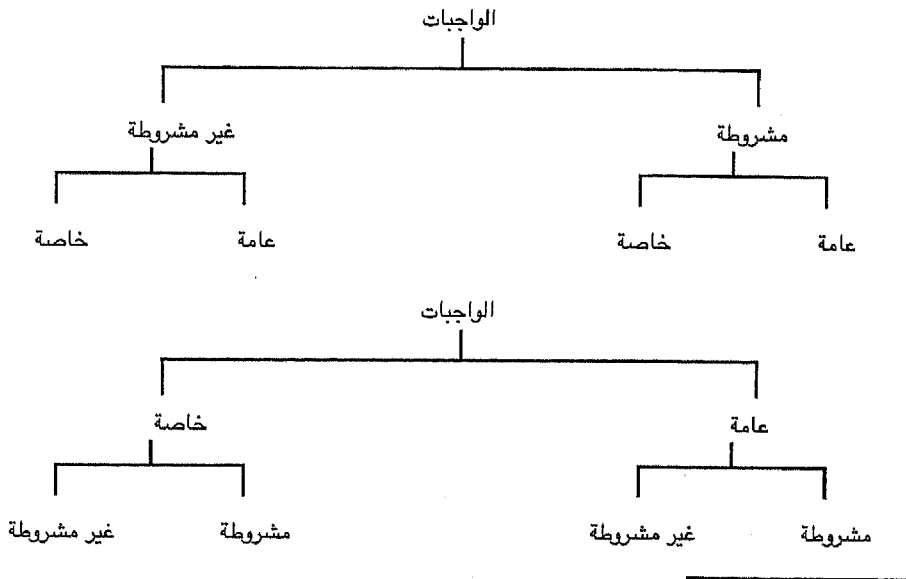 الواجبات
مشروطة غير مشروطة
عامة خاصة عامة خاصة
الواجبات
عامة خاصة
مشروطة غير مشروطة مشروطة غير مشروطة